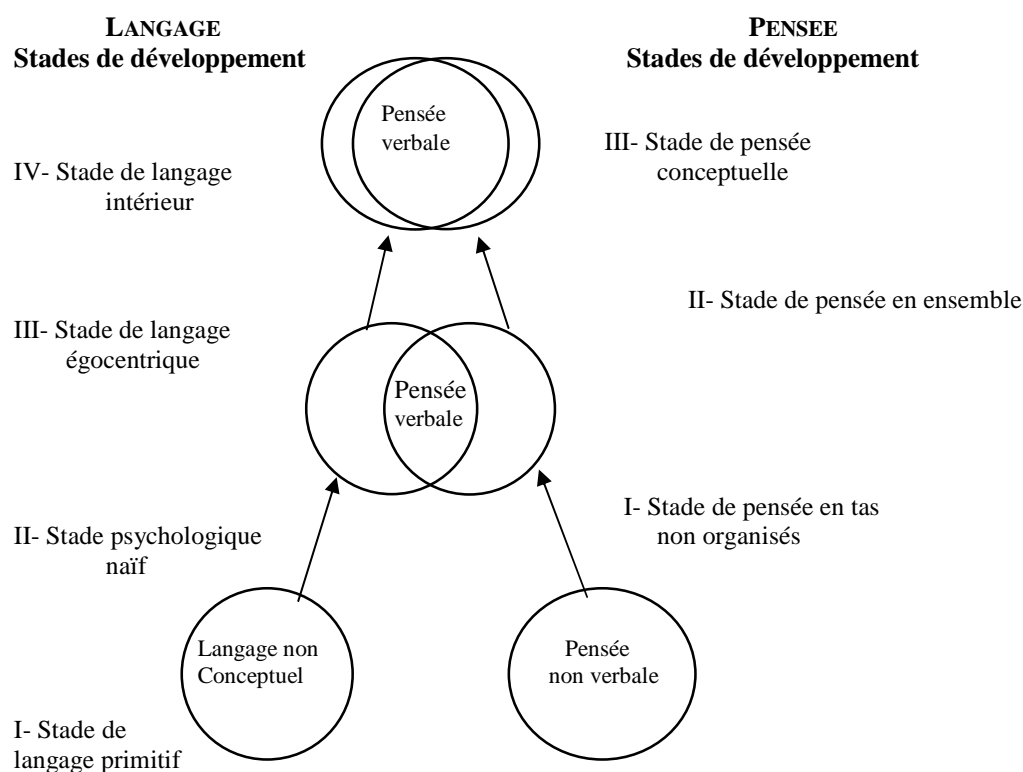 LANGAGE
Stades de développement
PENSEE
Stades de développement
Pensée
verbale
III- Stade de pensée
conceptuelle
IV- Stade de langage
intérieur
II- Stade de pensée en ensemble
III- Stade de langage
égocentrique
Pensée
verbale
I- Stade de pensée en tas
non organisés
II- Stade psychologique
naïf
Langage non
Conceptuel
Pensée
non verbale
I- Stade de
langage primitif